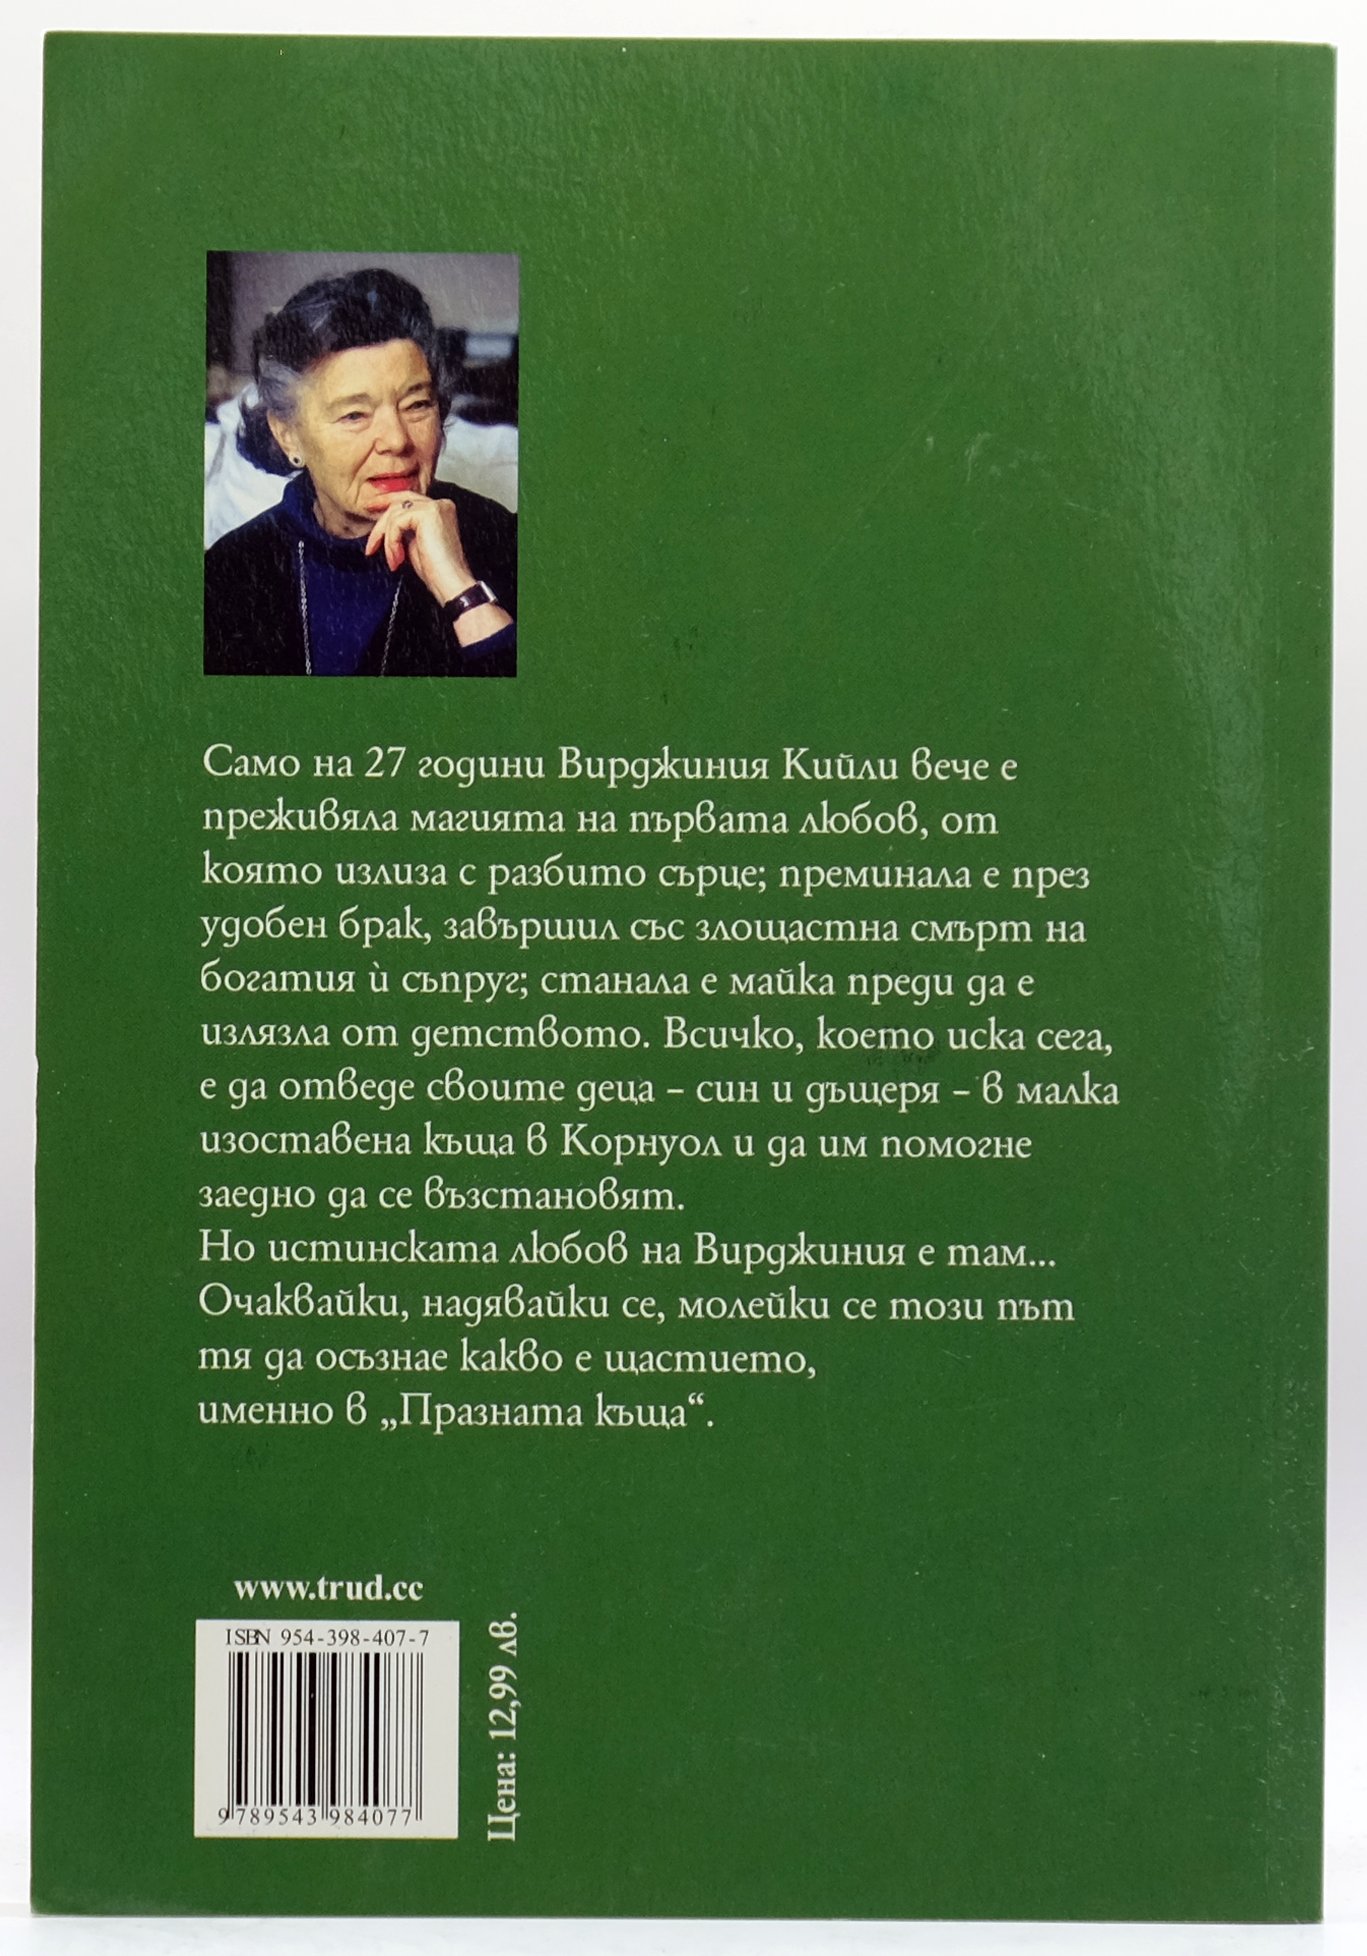 Само на 27 години Вирджиния Кийли вече е
преживяла магията на първата любов, от
която излиза с разбито сърце; преминала е през
удобен брак, завършил със злощастна смърт на
богатия ѝ съпруг; станала е майка преди да е
излязла от детството. Всичко, което иска сега,
е да отведе своите деца – син и дъщеря – в малка
изоставена къща в Корнуол и да им помогне
заедно да се възстановят.
Но истинската любов на Вирджиния е там...
Очаквайки, надявайки се, молейки се този път
тя да осъзнае какво е щастието,
именно в „Празната къща“.
www.trud.cc
ISBN 954-398-407-7
9 789543 984077
Цена: 12,99 лв.